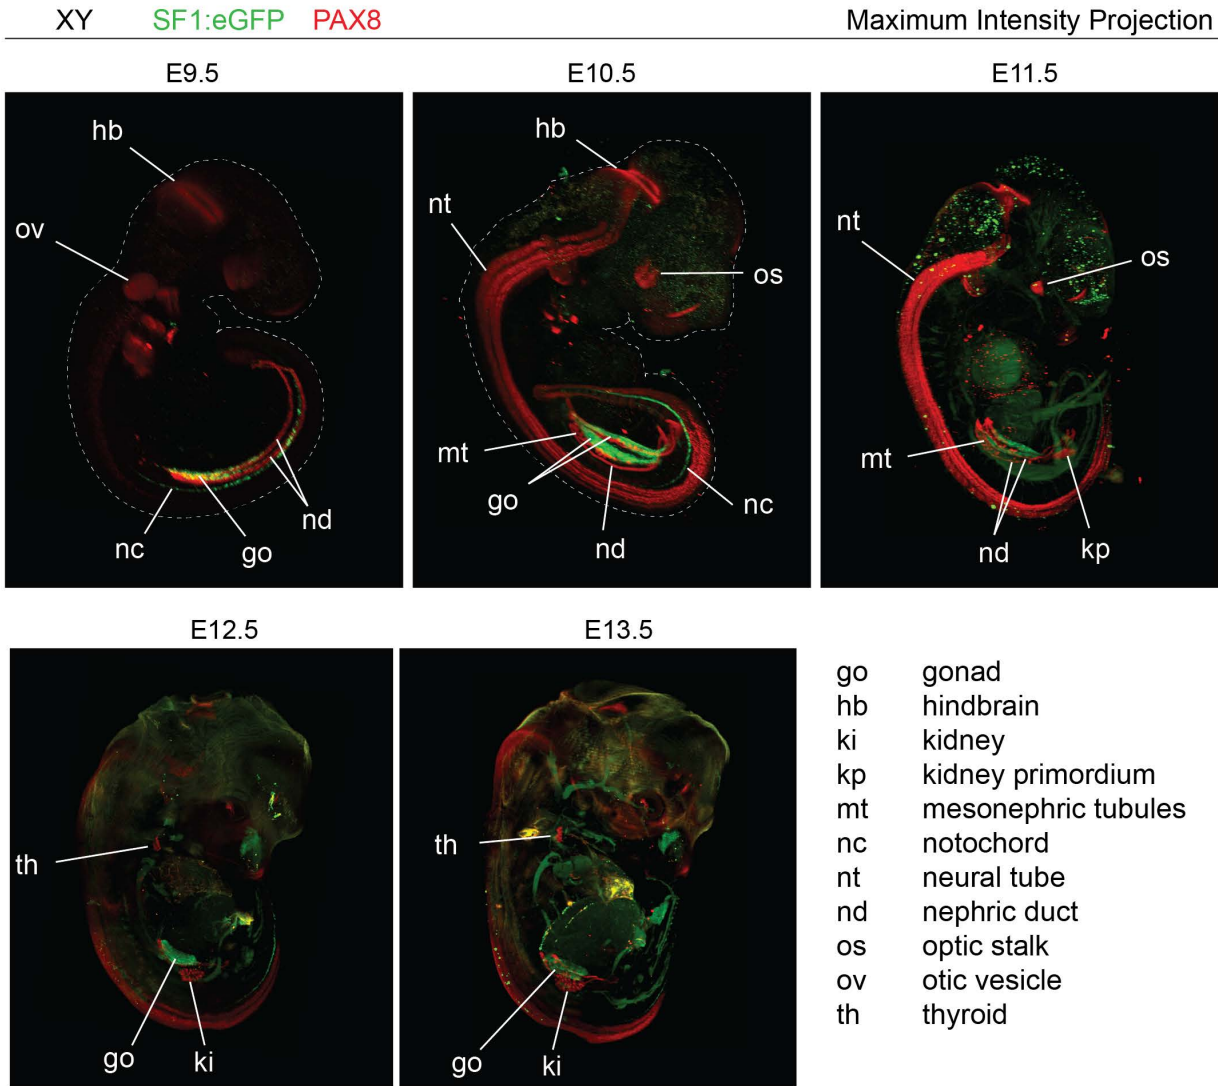 XY SF1:eGFP PAX8 Maximum Intensity Projection
E9.5 E10.5 E11.5
hb
ov
nc
go
nd
hb
nt
os
mt
go
nd
nc
nt
os
mt
nd
kp
E12.5 E13.5
th
go
ki
th
go
ki
go gonad
hb hindbrain
ki kidney
kp kidney primordium
mt mesonephric tubules
nc notochord
nt neural tube
nd nephric duct
os optic stalk
ov otic vesicle
th thyroid